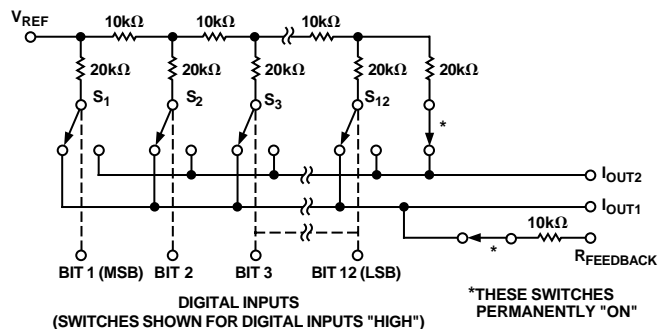 VREF
10kΩ 10kΩ 10kΩ
20kΩ 20kΩ 20kΩ 20kΩ 20kΩ
S1 S2 S3 S12
*
IOUT2
IOUT1
10kΩ
*
RFEEDBACK
BIT 1 (MSB) BIT 2 BIT 3 BIT 12 (LSB)
DIGITAL INPUTS
(SWITCHES SHOWN FOR DIGITAL INPUTS "HIGH")
*THESE SWITCHES
PERMANENTLY "ON"